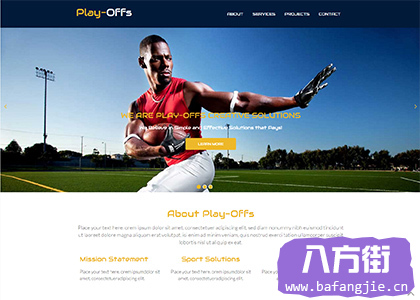 Play-Offs
ABOUT SERVICES PROJECTS CONTACT
WE ARE PLAY-OFFS CREATIVE SOLUTIONS
We Believe in Simple and Effective Solutions that Pays!
LEARN MORE
About Play-Offs
Place your text here lorem ipsum dolor sit amet, consectetuer adipiscing elit, sed diam nonummy nibh euismod tincidunt
ut laoreet dolore magna aliquam erat volutpat. Ut wisi enim ad minim veniam, quis nostrud exerci tation ullamcorper suscipit
lobortis nisl ut aliquip ex
Mission Statement Sport Solutions
Place your text here, lorem ipsum dolor sit amet, consectetuer adipiscing Place your text here, lorem ipsum dolor sit amet, consectetuer adipiscing
八方街
www.bafangjie.cn